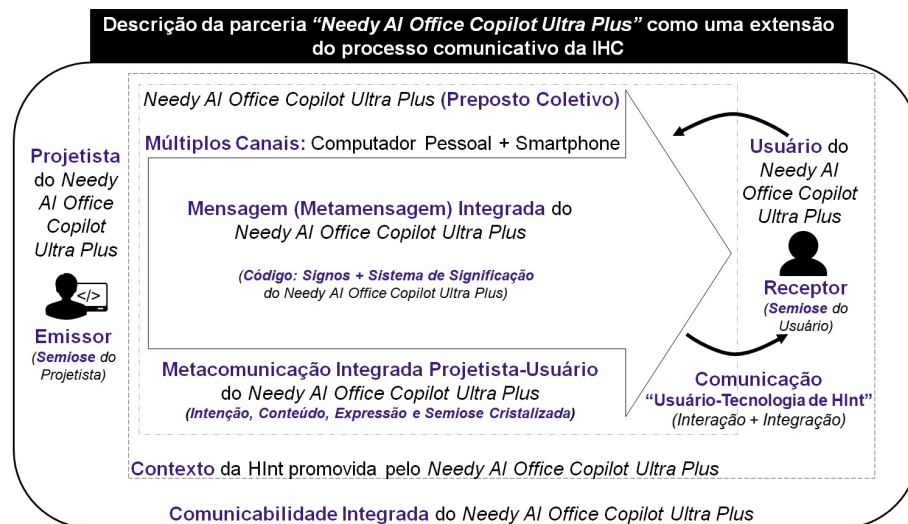 Descrição da parceria “Needy AI Office Copilot Ultra Plus” como uma extensão
do processo comunicativo da IHC
Needy AI Office Copilot Ultra Plus (Preposto Coletivo)
Múltiplos Canais: Computador Pessoal + Smartphone
Projetista
do Needy
AI Office
Copilot
Ultra Plus
</>
Emissor
(Semiose do
Projetista)
Mensagem (Metamensagem) Integrada do
Needy AI Office Copilot Ultra Plus
(Código: Signos + Sistema de Significação
do Needy AI Office Copilot Ultra Plus)
Metacomunicação Integrada Projetista-Usuário
do Needy AI Office Copilot Ultra Plus
(Intenção, Conteúdo, Expressão e Semiose Cristalizada)
Usuário do
Needy AI
Office Copilot
Ultra Plus
Receptor
(Semiose do
Usuário)
Comunicação
“Usuário-Tecnologia de HInt”
(Interação + Integração)
Contexto da HInt promovida pelo Needy AI Office Copilot Ultra Plus
Comunicabilidade Integrada do Needy AI Office Copilot Ultra Plus